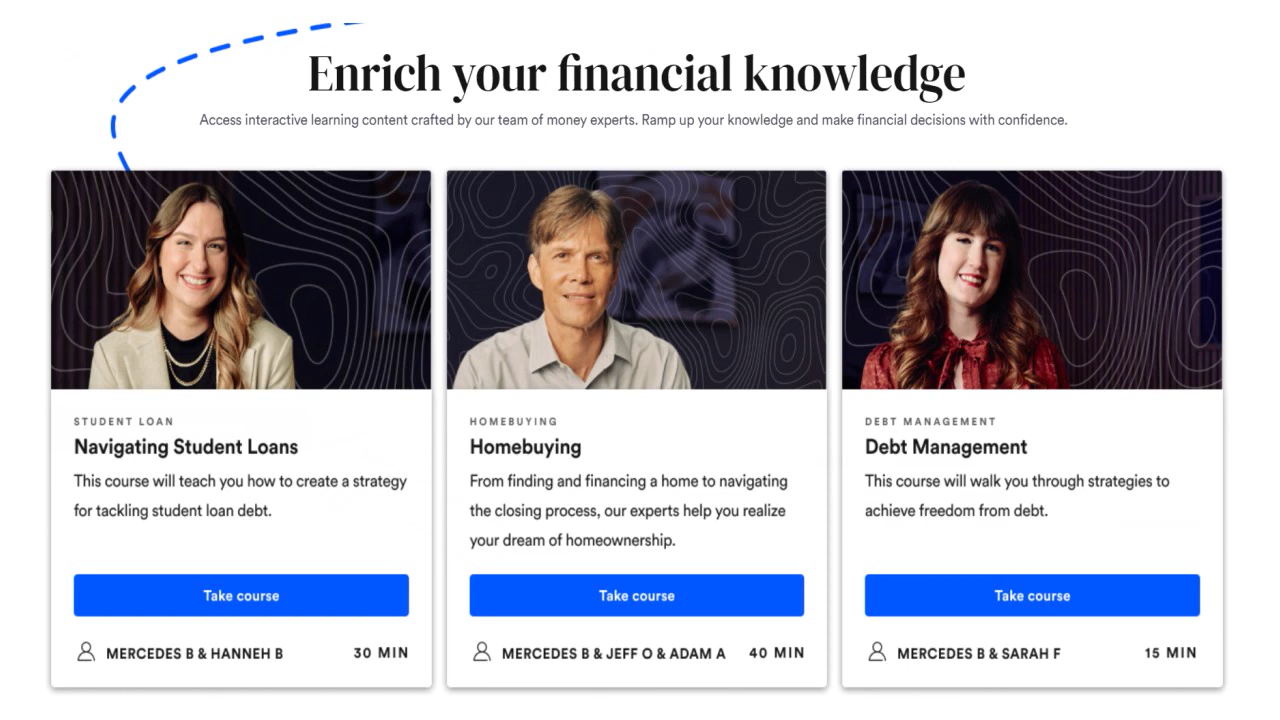 Enrich your financial knowledge
Access interactive learning content crafted by our team of money experts. Ramp up your knowledge and make financial decisions with confidence.
STUDENT LOAN
Navigating Student Loans
This course will teach you how to create a strategy
for tackling student loan debt.
Take course
MERCEDES B & HANNEH B
30 MIN
HOMEBUYING
Homebuying
From finding and financing a home to navigating
the closing process, our experts help you realize
your dream of homeownership.
Take course
MERCEDES B & JEFF O & ADAM A
40 MIN
DEBT MANAGEMENT
Debt Management
This course will walk you through strategies to
achieve freedom from debt.
Take course
MERCEDES B & SARAH F
15 MIN